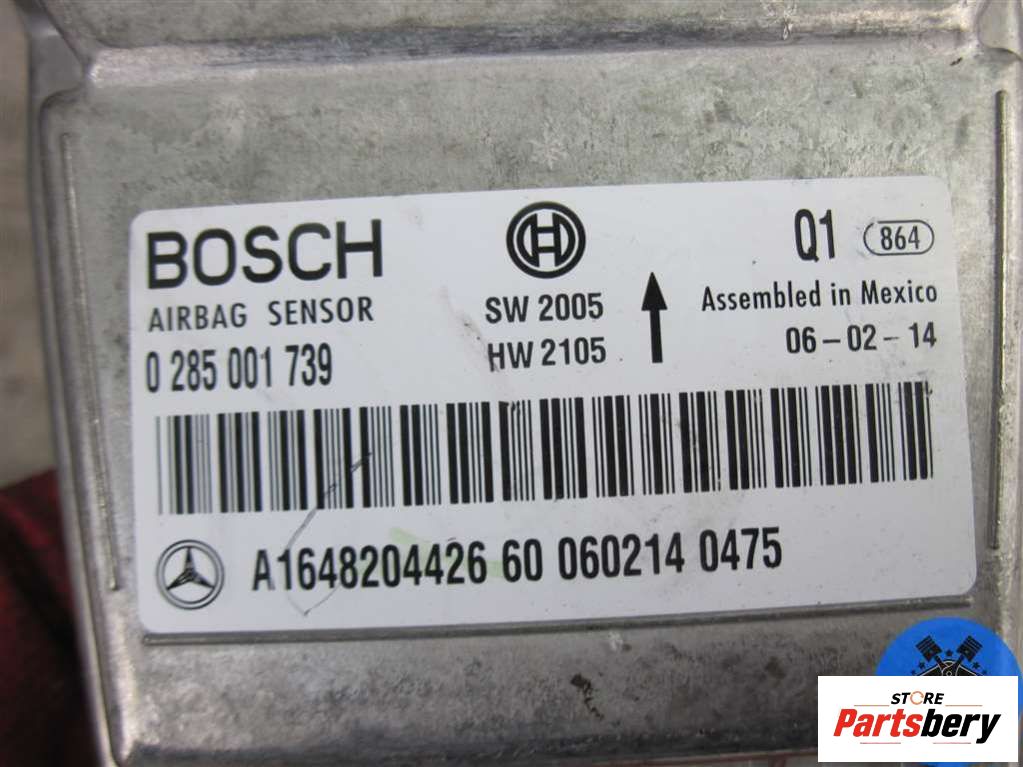 BOSCH
AIRBAG SENSOR
0 285 001 739
SW 2005
HW 2105
Q1 864
Assembled in Mexico
06-02-14
A1648204426 60 060214 0475
STORE
Partsbery